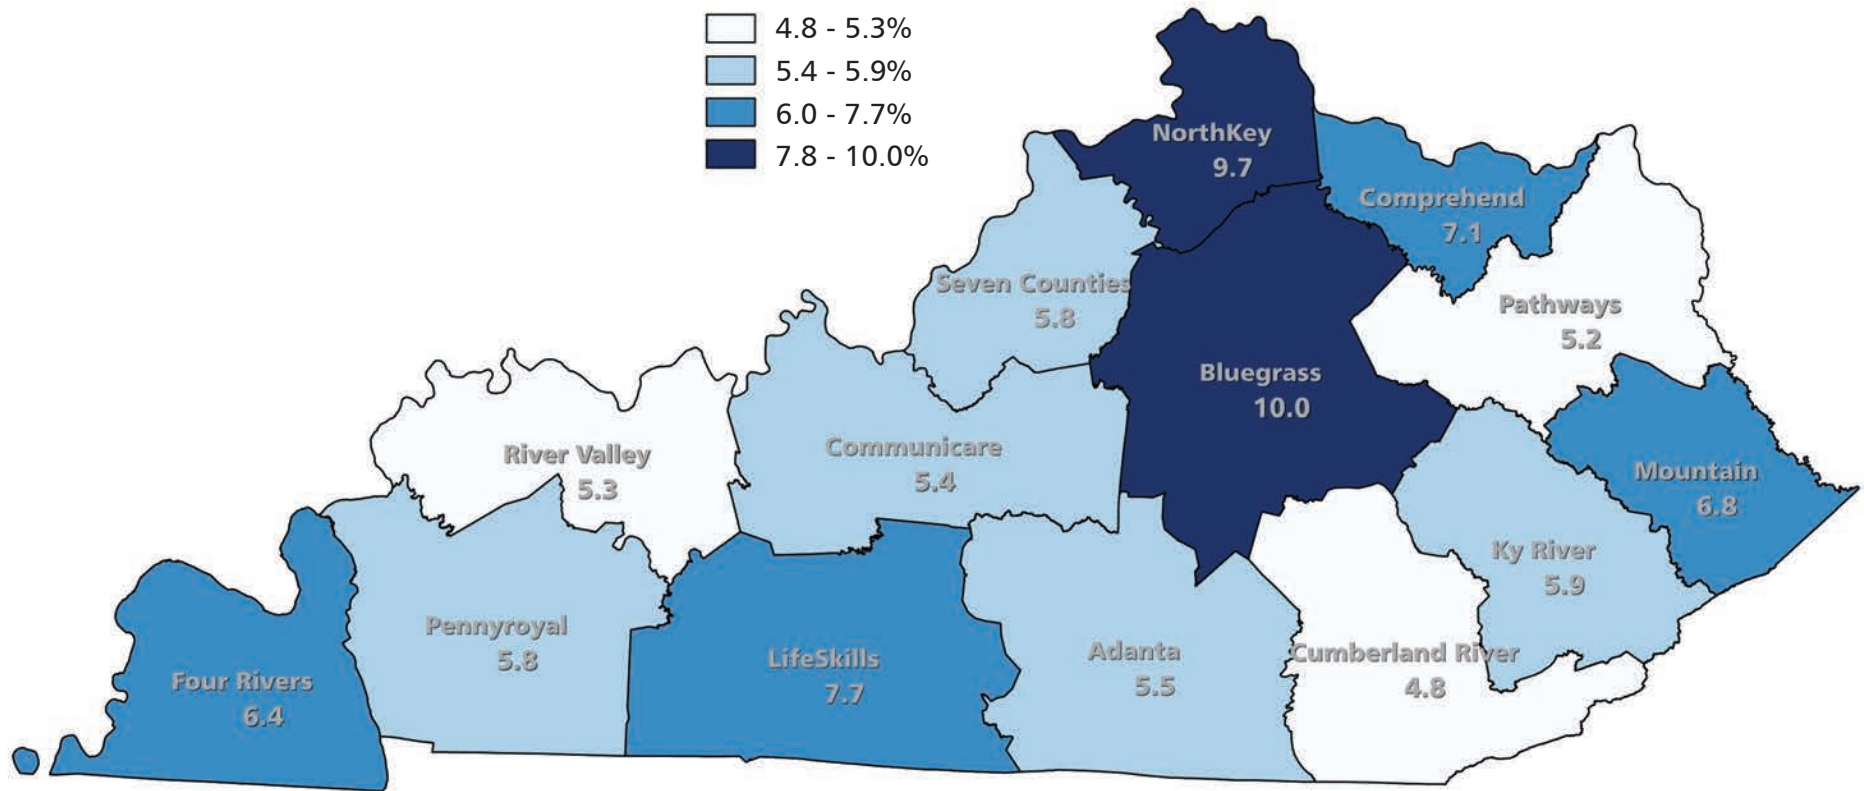 4.8 - 5.3%
5.4 - 5.9%
6.0 - 7.7%
7.8 - 10.0%
NorthKey
9.7
Comprehend
7.1
Seven Counties
5.8
Pathways
5.2
Bluegrass
10.0
River Valley
5.3
Communicare
5.4
Mountain
6.8
Ky River
5.9
Pennyroyal
5.8
LifeSkills
7.7
Adanta
5.5
Cumberland River
4.8
Four Rivers
6.4